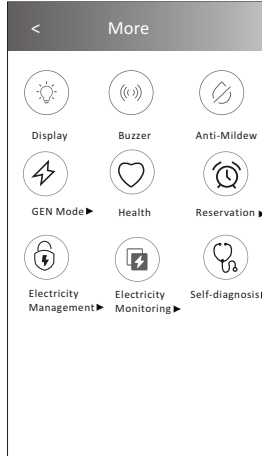 < More
Display Buzzer Anti-Mildew
GEN Mode▶ Health Reservation ▶
Electricity Electricity Self-diagnosis▶
Management▶ Monitoring▶